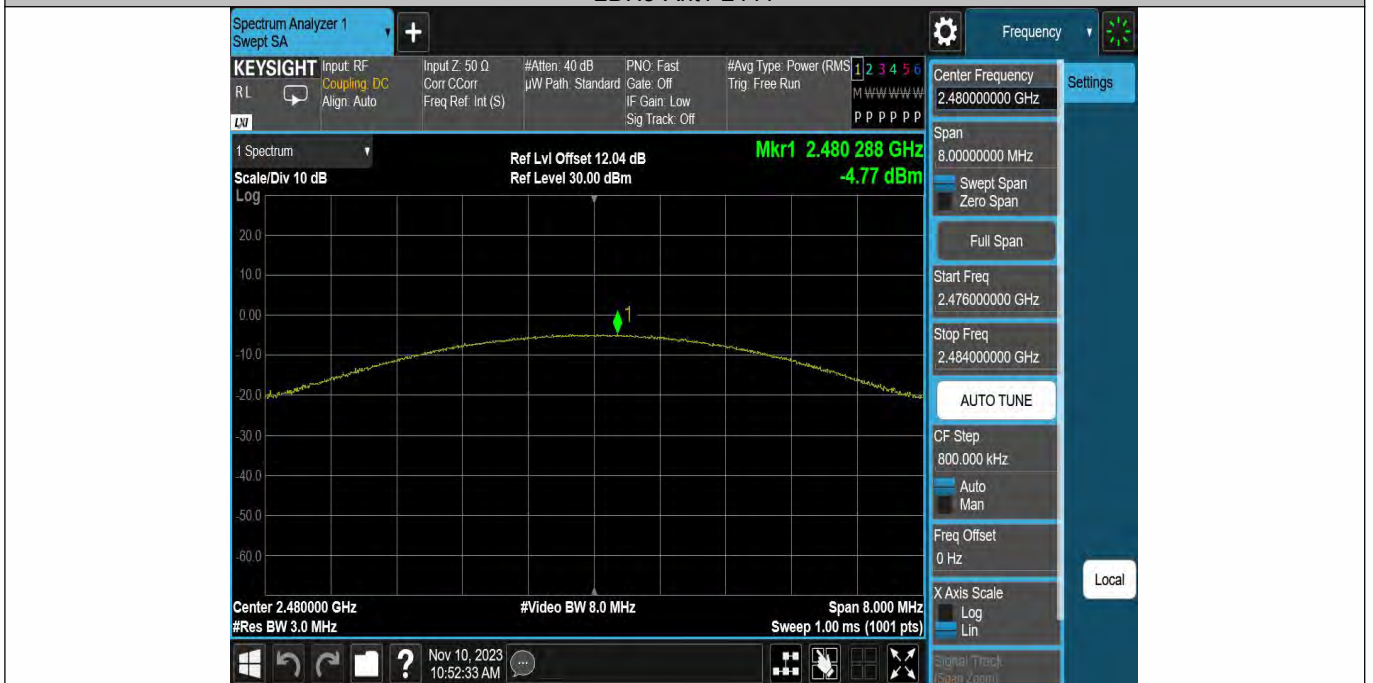 Spectrum Analyzer 1
Swept SA
+
Frequency
KEYSIGHT
RL
LXI
Input: RF
Coupling: DC
Align: Auto
Input Z: 50 Ω
Corr CCorr
Freq Ref: Int (S)
#Atten: 40 dB
µW Path: Standard
PNO: Fast
Gate: Off
IF Gain: Low
Sig Track: Off
#Avg Type: Power (RMS
Trig: Free Run
1 2 3 4 5 6
M W W W W W
P P P P P P
1 Spectrum
Scale/Div 10 dB
Ref Lvl Offset 12.04 dB
Ref Level 30.00 dBm
Mkr1 2.480 288 GHz
-4.77 dBm
Log
20.0
10.0
0.00
-10.0
-20.0
-30.0
-40.0
-50.0
-60.0
1
Center 2.480000 GHz
#Res BW 3.0 MHz
#Video BW 8.0 MHz
Span 8.000 MHz
Sweep 1.00 ms (1001 pts)
Center Frequency
2.480000000 GHz
Settings
Span
8.00000000 MHz
Swept Span
Zero Span
Full Span
Start Freq
2.476000000 GHz
Stop Freq
2.484000000 GHz
AUTO TUNE
CF Step
800.000 kHz
Auto
Man
Freq Offset
0 Hz
X Axis Scale
Log
Lin
Signal Track
(Span Zoom)
Local
?
Nov 10, 2023
10:52:33 AM